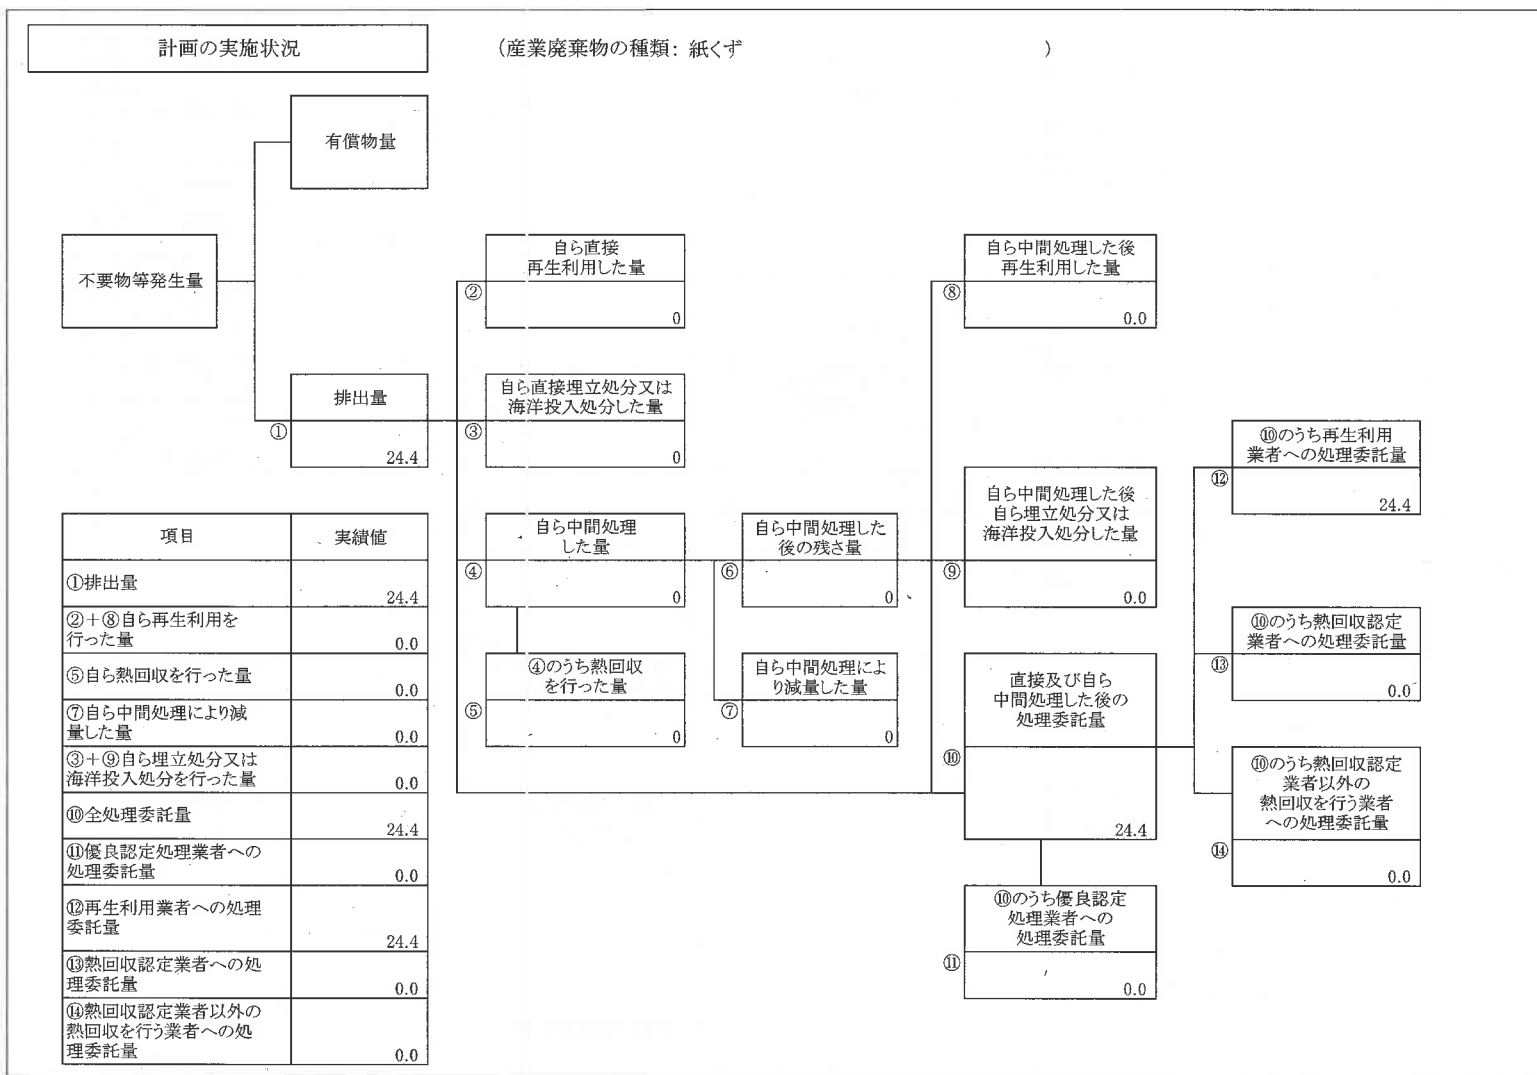 計画の実施状況
(産業廃棄物の種類: 紙くず )
有償物量
不要物等発生量
自ら直接
再生利用した量
②
0
自ら中間処理した後
再生利用した量
⑧
0.0
排出量
①
24.4
自ら直接埋立処分又は
海洋投入処分した量
③
0
⑩のうち再生利用
業者への処理委託量
⑫
24.4
自ら中間処理
した量
④
0
自ら中間処理した
後の残さ量
⑥
0
自ら中間処理した後
自ら埋立処分又は
海洋投入処分した量
⑨
0.0
⑩のうち熱回収認定
業者への処理委託量
⑬
0.0
④のうち熱回収
を行った量
⑤
0
自ら中間処理によ
り減量した量
⑦
0
直接及び自ら
中間処理した後の
処理委託量
⑩
24.4
⑩のうち熱回収認定
業者以外の
熱回収を行う業者
への処理委託量
⑭
0.0
⑩のうち優良認定
処理業者への
処理委託量
⑪
0.0
項目 実績値
①排出量
24.4
②+⑧自ら再生利用を
行った量
0.0
⑤自ら熱回収を行った量
0.0
⑦自ら中間処理により減
量した量
0.0
③+⑨自ら埋立処分又は
海洋投入処分を行った量
0.0
⑩全処理委託量
24.4
⑪優良認定処理業者への
処理委託量
0.0
⑫再生利用業者への処理
委託量
24.4
⑬熱回収認定業者への処
理委託量
0.0
⑭熱回収認定業者以外の
熱回収を行う業者への処
理委託量
0.0